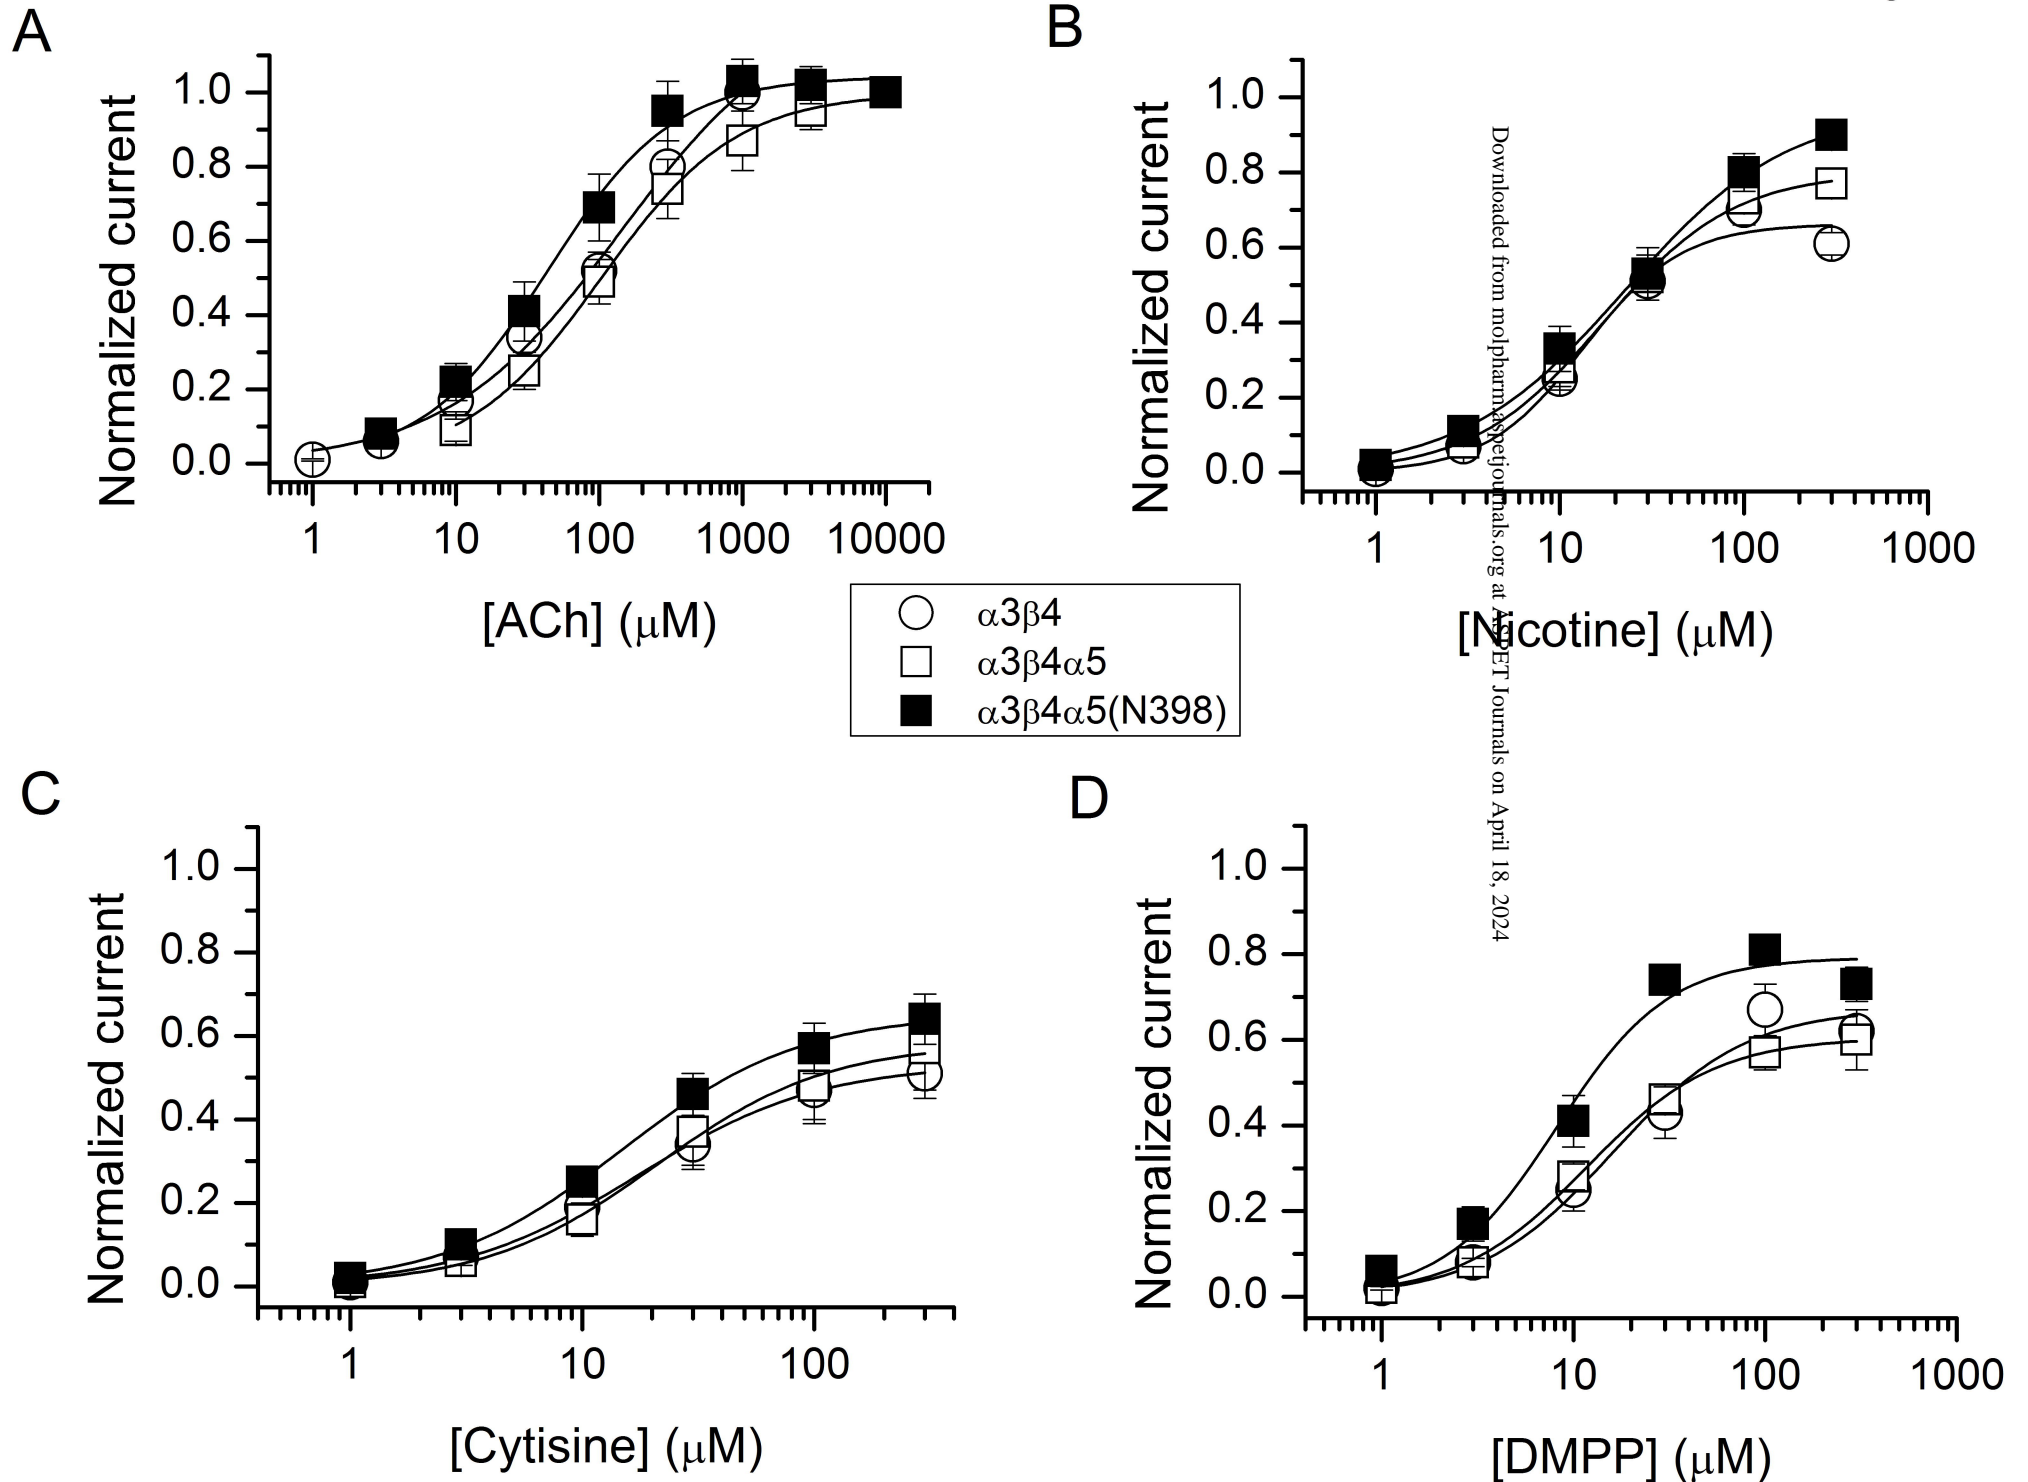 A
Normalized current
1.0
0.8
0.6
0.4
0.2
0.0
1 10 100 1000 10000
[ACh] (μM)
B
Normalized current
1.0
0.8
0.6
0.4
0.2
0.0
1 10 100 1000
[Nicotine] (μM)
α3β4
α3β4α5
α3β4α5(N398)
C
Normalized current
1.0
0.8
0.6
0.4
0.2
0.0
1 10 100
[Cytisine] (μM)
D
Normalized current
1.0
0.8
0.6
0.4
0.2
0.0
1 10 100 1000
[DMPP] (μM)
Downloaded from molpharm.aspetjournals.org at ASPET Journals on April 18, 2024